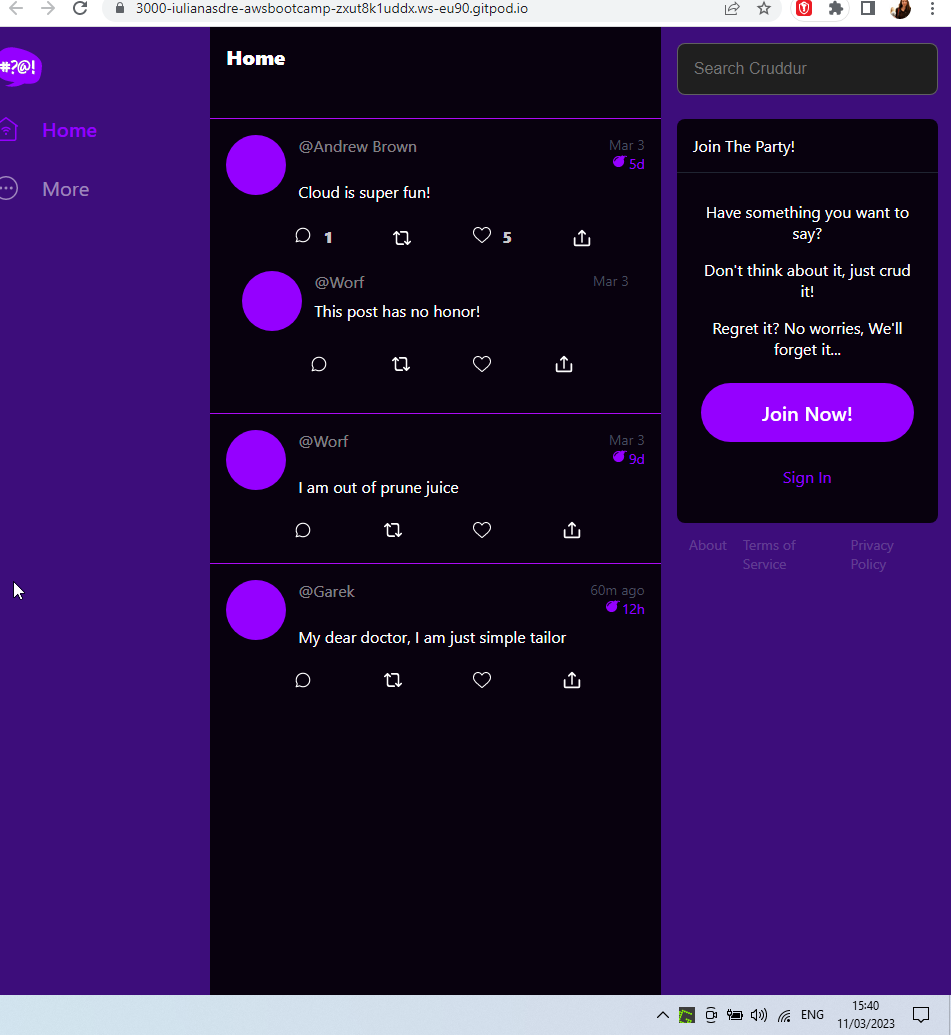 3000-iulianasdre-awsbootcamp-zxut8k1uddx.ws-eu90.gitpod.io
#?@!
Home
More
Home
@Andrew Brown
Mar 3
5d
Cloud is super fun!
1
5
@Worf
Mar 3
This post has no honor!
@Worf
Mar 3
9d
I am out of prune juice
@Garek
60m ago
12h
My dear doctor, I am just simple tailor
Search Cruddur
Join The Party!
Have something you want to
say?
Don't think about it, just crud
it!
Regret it? No worries, We'll
forget it...
Join Now!
Sign In
About
Terms of
Service
Privacy
Policy
ENG
15:40
11/03/2023